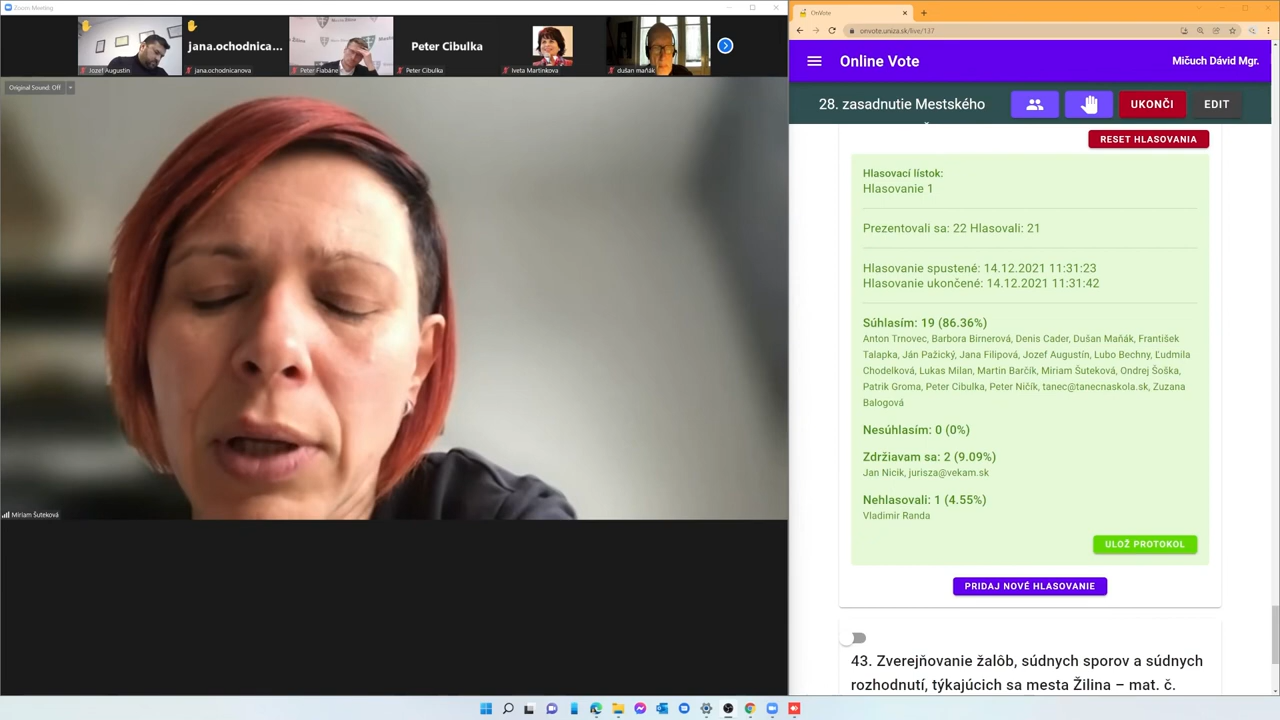 Zoom Meeting
jana.ochodnica...
Peter Cibulka
Jozef Augustin
jana.ochodnicanova
Peter Fiabáne
Peter Cibulka
Iveta Martinkova
dušan maňák
Original Sound: Off
Miriam Šuteková
OnVote
onvote.uniza.sk/live/137
Online Vote
Mičuch Dávid Mgr.
28. zasadnutie Mestského
UKONČI
EDIT
RESET HLASOVANIA
Hlasovací lístok:
Hlasovanie 1
Prezentovali sa: 22 Hlasovali: 21
Hlasovanie spustené: 14.12.2021 11:31:23
Hlasovanie ukončené: 14.12.2021 11:31:42
Súhlasím: 19 (86.36%)
Anton Trnovec, Barbora Birnerová, Denis Cader, Dušan Maňák, František
Talapka, Ján Pažický, Jana Filipová, Jozef Augustín, Lubo Bechny, Ľudmila
Chodelková, Lukas Milan, Martin Barčík, Miriam Šuteková, Ondrej Šoška,
Patrik Groma, Peter Cibulka, Peter Ničík, tanec@tanecnaskola.sk, Zuzana
Balogová
Nesúhlasím: 0 (0%)
Zdržiavam sa: 2 (9.09%)
Jan Nicik, jurisza@vekam.sk
Nehlasovali: 1 (4.55%)
Vladimir Randa
ULOŽ PROTOKOL
PRIDAJ NOVÉ HLASOVANIE
43. Zverejňovanie žalôb, súdnych sporov a súdnych
rozhodnutí, týkajúcich sa mesta Žilina – mat. č.